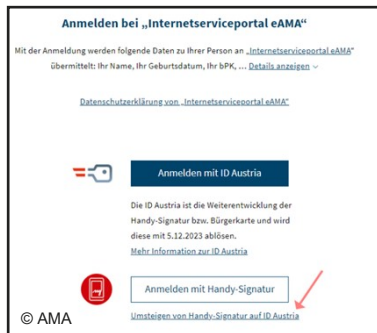 Anmelden bei „Internetserviceportal eAMA“
Mit der Anmeldung werden folgende Daten zu Ihrer Person an „Internetserviceportal eAMA“
übermittelt: Ihr Name, Ihr Geburtsdatum, Ihr bPK, ... Details anzeigen
Datenschutzerklärung von „Internetserviceportal eAMA“
Anmelden mit ID Austria
Die ID Austria ist die Weiterentwicklung der
Handy-Signatur bzw. Bürgerkarte und wird
diese mit 5.12.2023 ablösen.
Mehr Information zur ID Austria
Anmelden mit Handy-Signatur
Umsteigen von Handy-Signatur auf ID Austria
© AMA